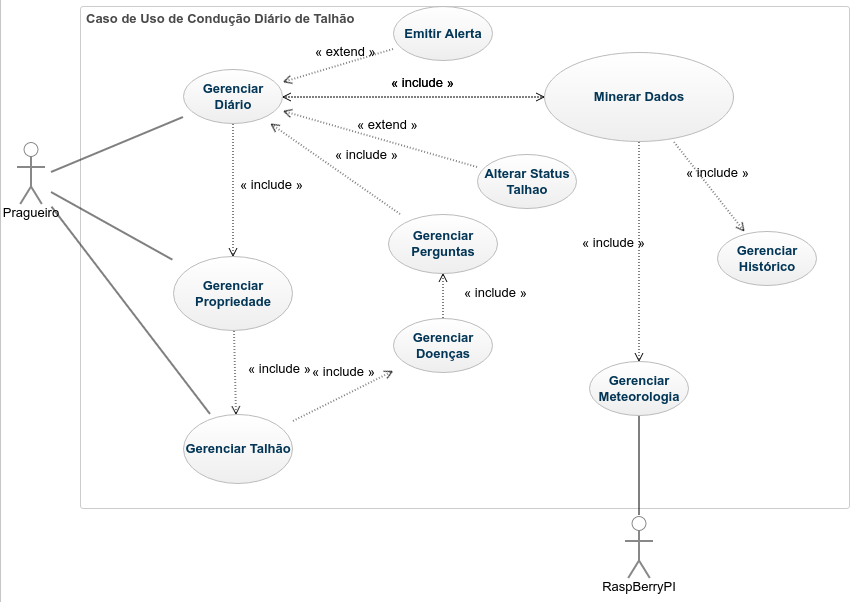 Caso de Uso de Condução Diário de Talhão
Emitir Alerta
« extend »
Gerenciar
Diário
« include »
Minerar Dados
« extend »
« include »
Alterar Status
Talhao
« include »
« include »
Pragueiro
Gerenciar
Perguntas
« include »
Gerenciar
Histórico
Gerenciar
Propriedade
« include »
Gerenciar
Doenças
« include »
« include »
Gerenciar
Meteorologia
Gerenciar Talhão
RaspBerryPI